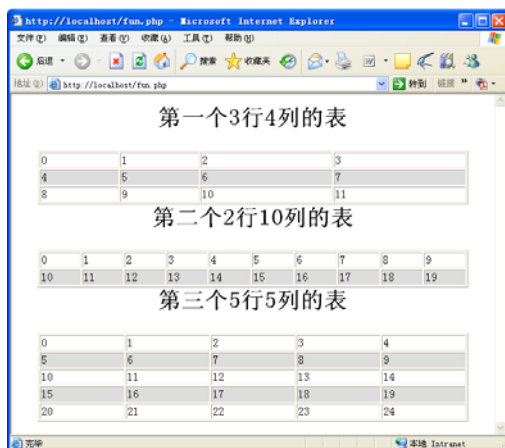 http://localhost/fun.php - Microsoft Internet Explorer
文件(F) 编辑(E) 查看(V) 收藏(A) 工具(T) 帮助(H)
后退 搜索 收藏夹
地址(D) http://localhost/fun.php 转到 链接 »
第一个3行4列的表
0 1 2 3
4 5 6 7
8 9 10 11
第二个2行10列的表
0 1 2 3 4 5 6 7 8 9
10 11 12 13 14 15 16 17 18 19
第三个5行5列的表
0 1 2 3 4
5 6 7 8 9
10 11 12 13 14
15 16 17 18 19
20 21 22 23 24
完毕 本地 Intranet